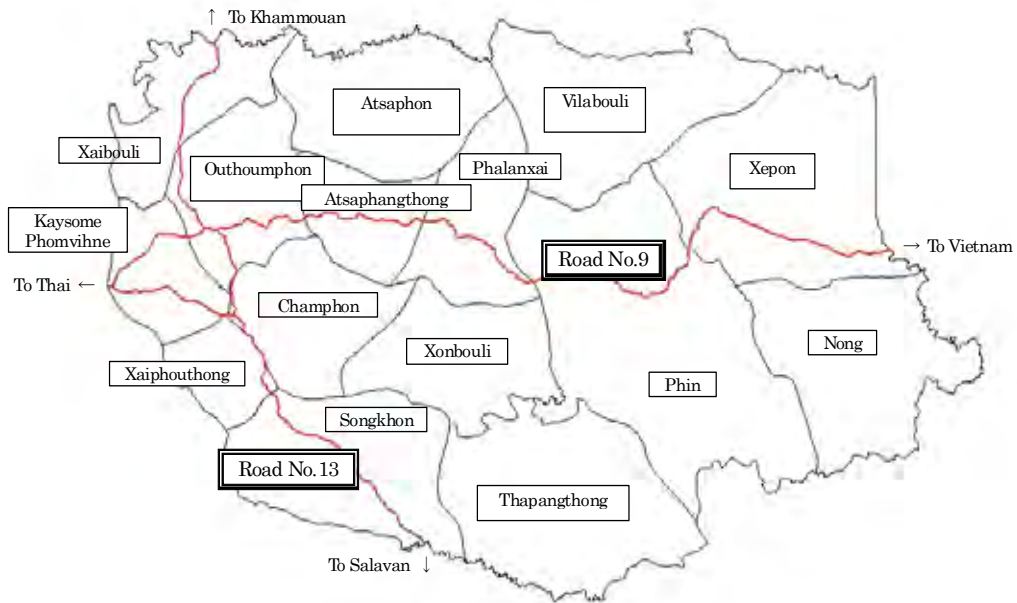 ↑ To Khammouan
Atsaphon
Vilabouli
Xaibouli
Outhoumphon
Phalanxai
Xepon
Atsaphangthong
Kaysome
Phomvihne
Road No.9
→ To Vietnam
To Thai ←
Champhon
Xonbouli
Nong
Xaiphouthong
Phin
Songkhon
Road No.13
Thapangthong
To Salavan ↓